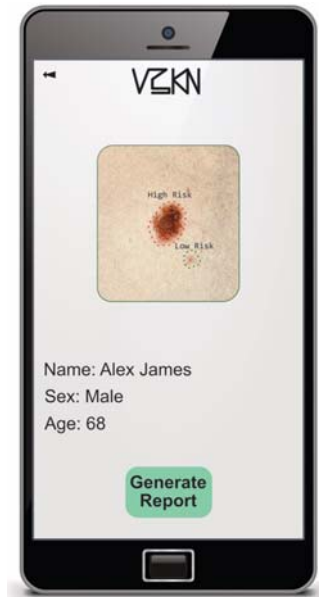 VZKN
High Risk
Low Risk
Name: Alex James
Sex: Male
Age: 68
Generate
Report